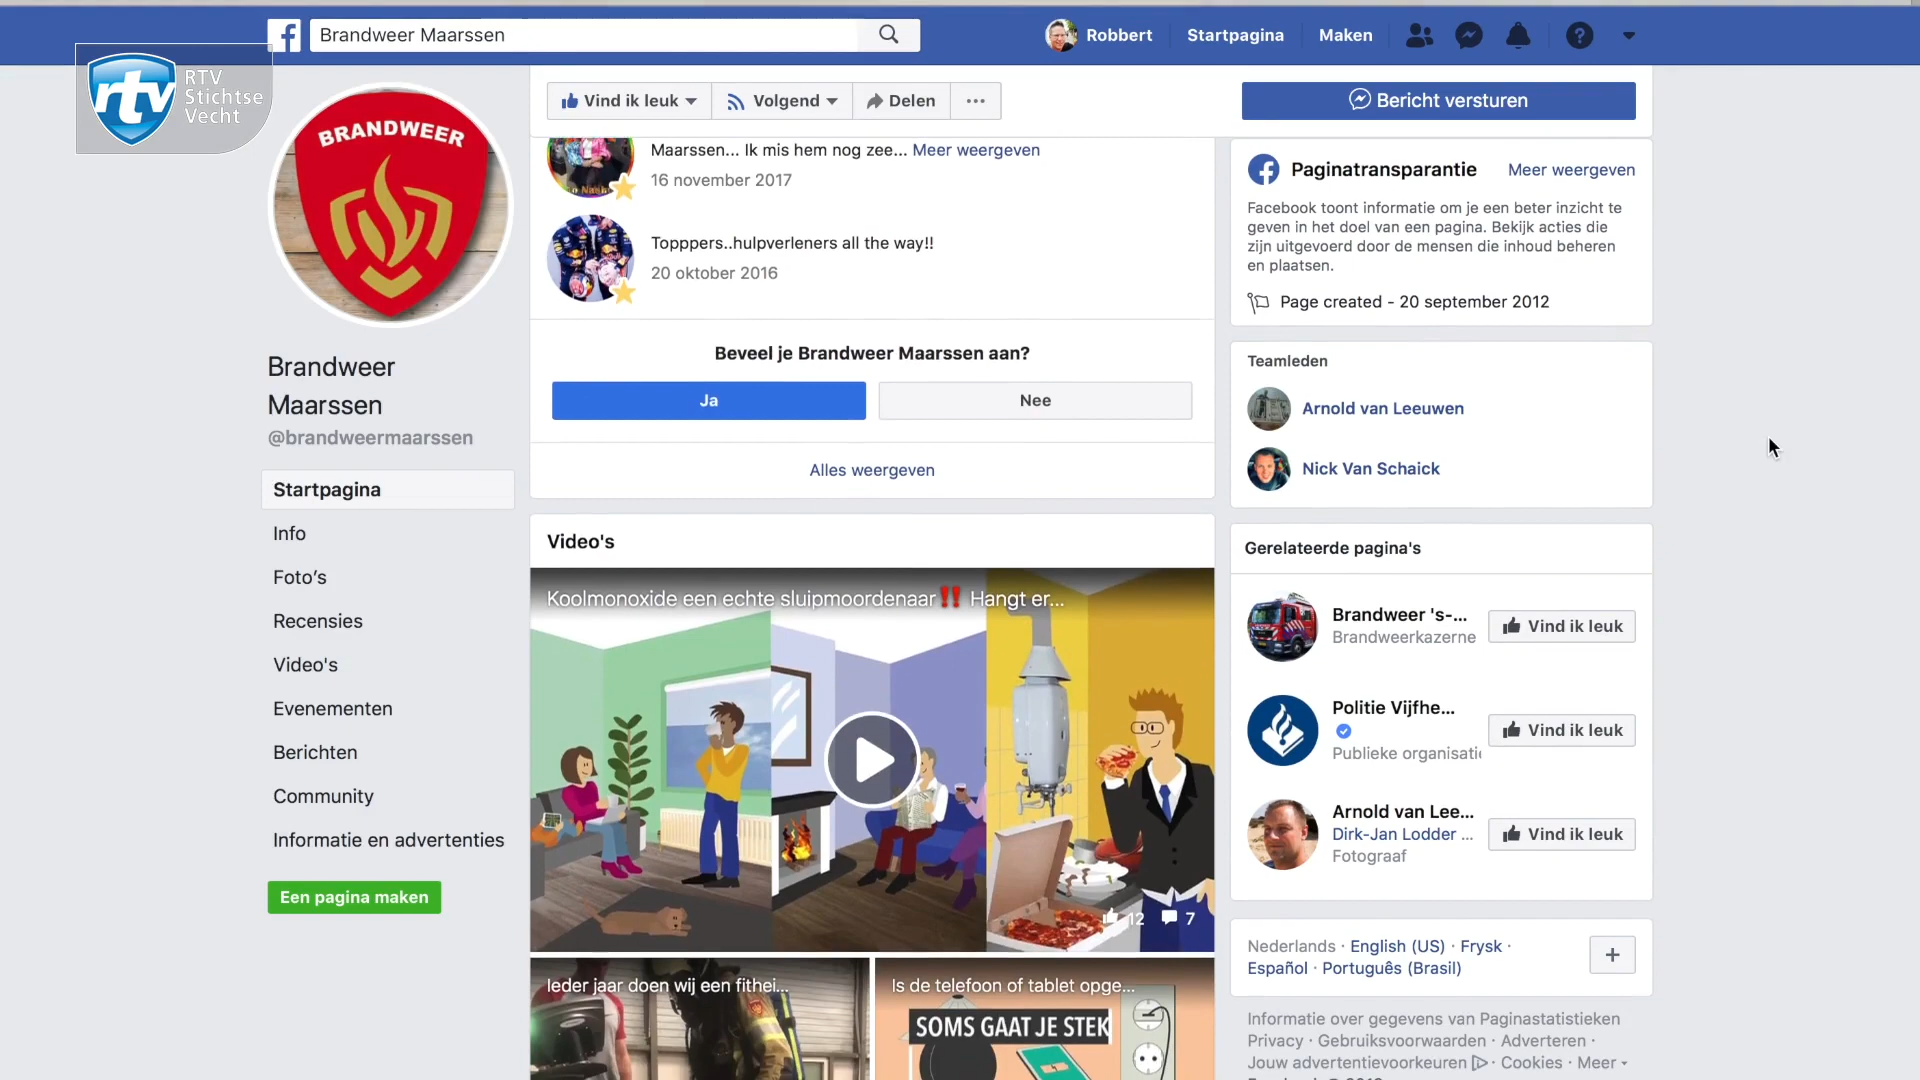 Brandweer Maarssen
Robbert
Startpagina
Maken
rtv
RTV
Stichtse
Vecht
BRANDWEER
Brandweer
Maarssen
@brandweermaarssen
Startpagina
Info
Foto's
Recensies
Video's
Evenementen
Berichten
Community
Informatie en advertenties
Een pagina maken
Vind ik leuk
Volgend
Delen
Bericht versturen
Maarssen... Ik mis hem nog zee... Meer weergeven
16 november 2017
Topppers..hulpverleners all the way!!
20 oktober 2016
Beveel je Brandweer Maarssen aan?
Ja
Nee
Alles weergeven
Video's
Koolmonoxide een echte sluipmoordenaar‼️ Hangt er...
12
7
Ieder jaar doen wij een fithei...
Is de telefoon of tablet opge...
SOMS GAAT JE STEK
Paginatransparantie
Meer weergeven
Facebook toont informatie om je een beter inzicht te
geven in het doel van een pagina. Bekijk acties die
zijn uitgevoerd door de mensen die inhoud beheren
en plaatsen.
Page created - 20 september 2012
Teamleden
Arnold van Leeuwen
Nick Van Schaick
Gerelateerde pagina's
Brandweer 's-...
Brandweerkazerne
Vind ik leuk
Politie Vijfhe...
Publieke organisati
Vind ik leuk
Arnold van Lee...
Dirk-Jan Lodder ...
Fotograaf
Vind ik leuk
Nederlands · English (US) · Frysk ·
Español · Português (Brasil)
Informatie over gegevens van Paginastatistieken
Privacy · Gebruiksvoorwaarden · Adverteren ·
Jouw advertentievoorkeuren · Cookies · Meer